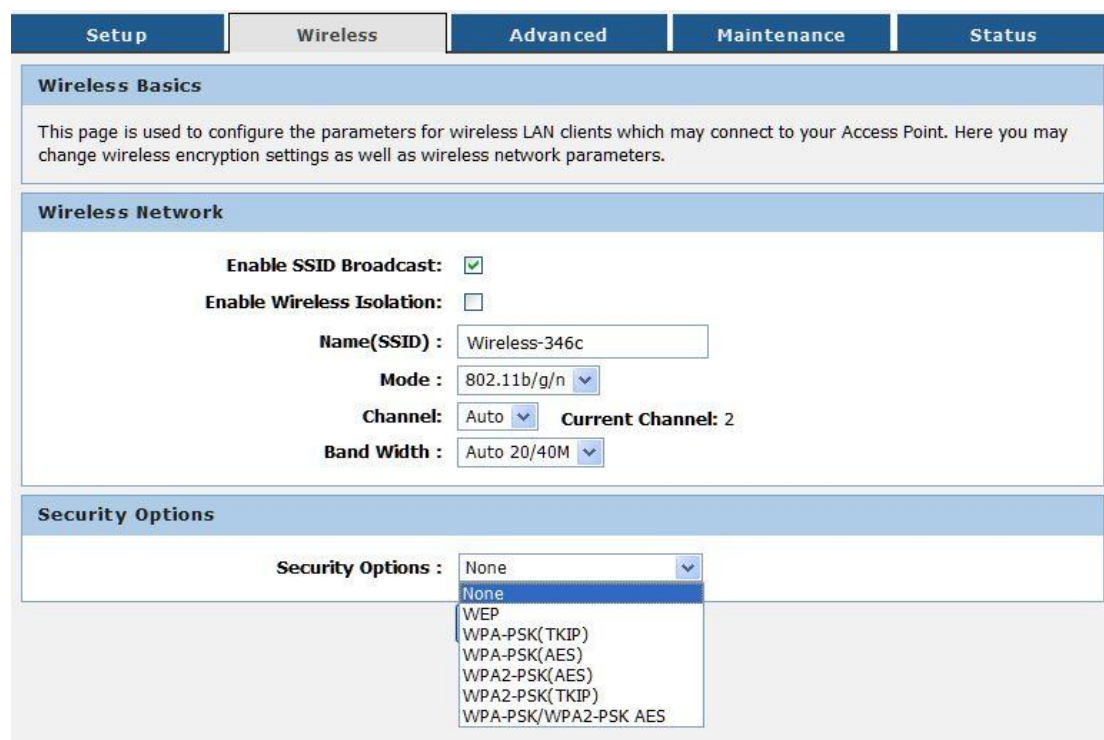 Setup Wireless Advanced Maintenance Status
Wireless Basics
This page is used to configure the parameters for wireless LAN clients which may connect to your Access Point. Here you may
change wireless encryption settings as well as wireless network parameters.
Wireless Network
Enable SSID Broadcast:
Enable Wireless Isolation:
Name(SSID) : Wireless-346c
Mode : 802.11b/g/n
Channel: Auto Current Channel: 2
Band Width : Auto 20/40M
Security Options
Security Options : None
None
WEP
WPA-PSK(TKIP)
WPA-PSK(AES)
WPA2-PSK(AES)
WPA2-PSK(TKIP)
WPA-PSK/WPA2-PSK AES